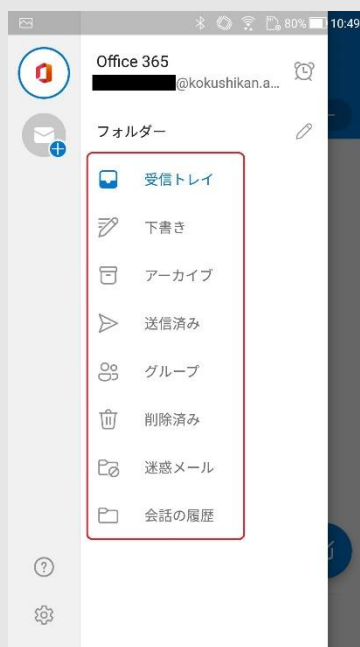 80% 10:49
Office 365
@kokushikan.a...
フォルダー
受信トレイ
下書き
アーカイブ
送信済み
グループ
削除済み
迷惑メール
会話の履歴